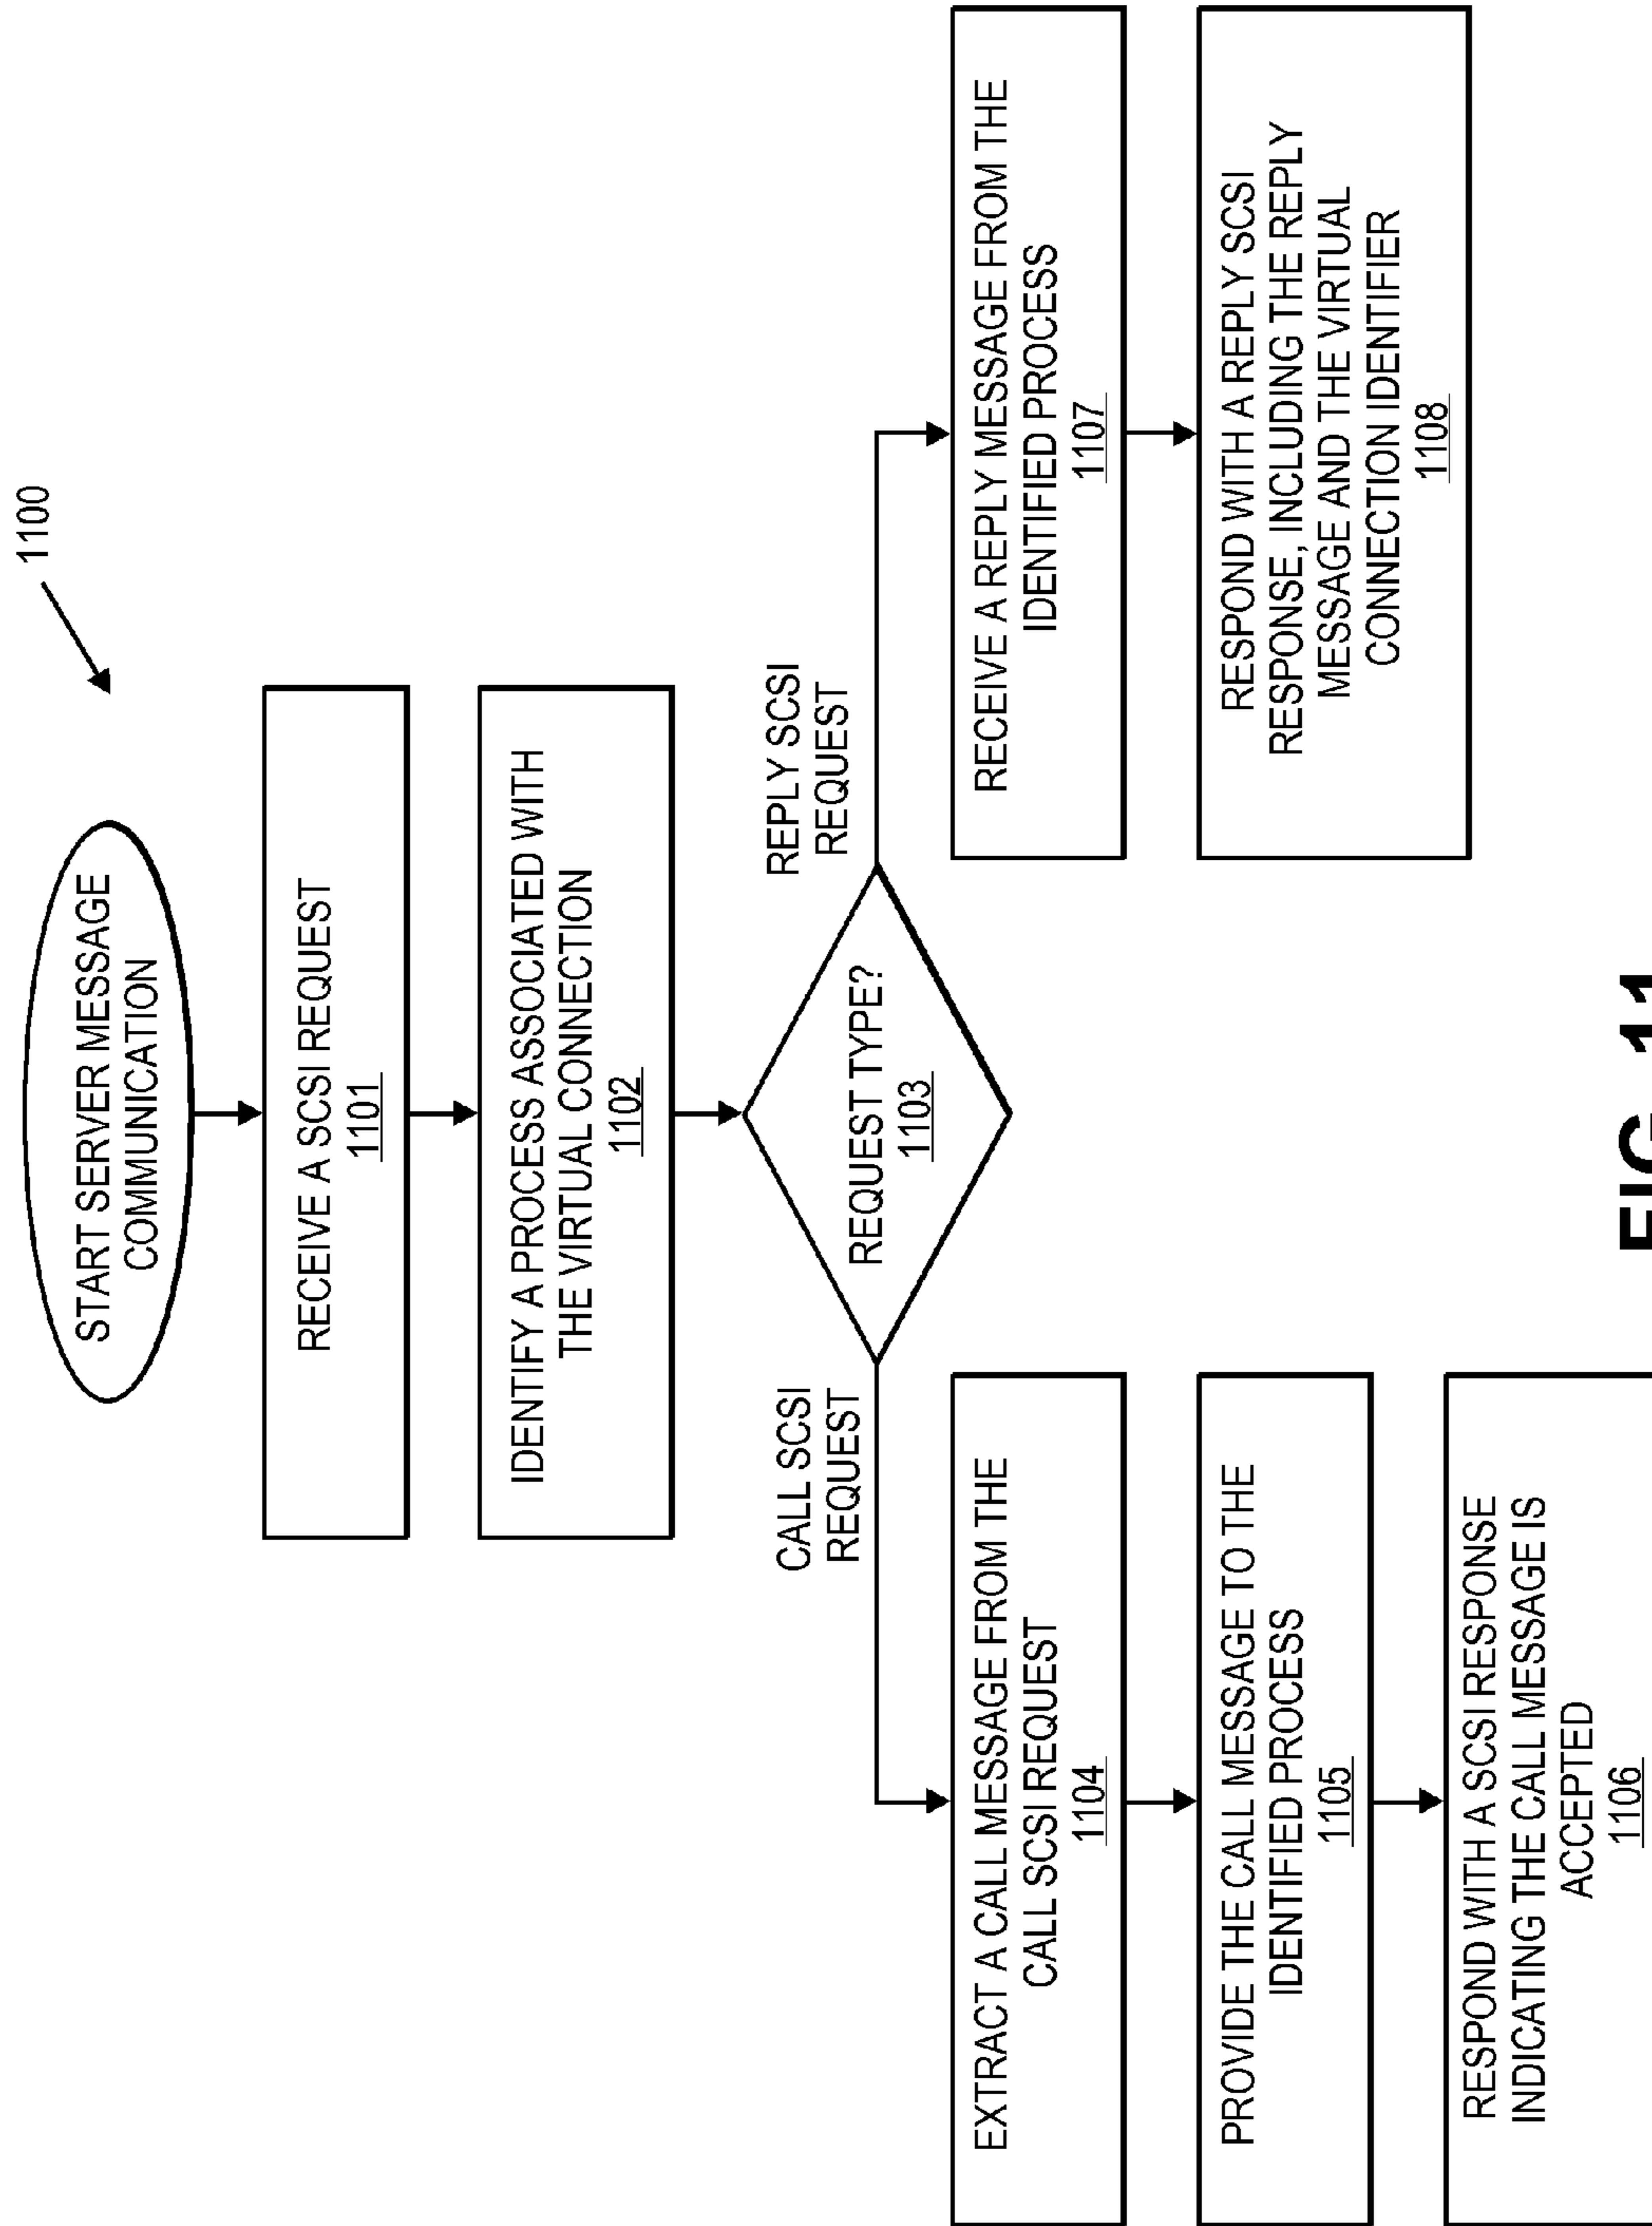 1100
START SERVER MESSAGE
COMMUNICATION
RECEIVE A SCSI REQUEST
1101
IDENTIFY A PROCESS ASSOCIATED WITH
THE VIRTUAL CONNECTION
1102
REQUEST TYPE?
1103
CALL SCSI
REQUEST
REPLY SCSI
REQUEST
EXTRACT A CALL MESSAGE FROM THE
CALL SCSI REQUEST
1104
PROVIDE THE CALL MESSAGE TO THE
IDENTIFIED PROCESS
1105
RESPOND WITH A SCSI RESPONSE
INDICATING THE CALL MESSAGE IS
ACCEPTED
1106
RECEIVE A REPLY MESSAGE FROM THE
IDENTIFIED PROCESS
1107
RESPOND WITH A REPLY SCSI
RESPONSE, INCLUDING THE REPLY
MESSAGE AND THE VIRTUAL
CONNECTION IDENTIFIER
1108
FIG. 11